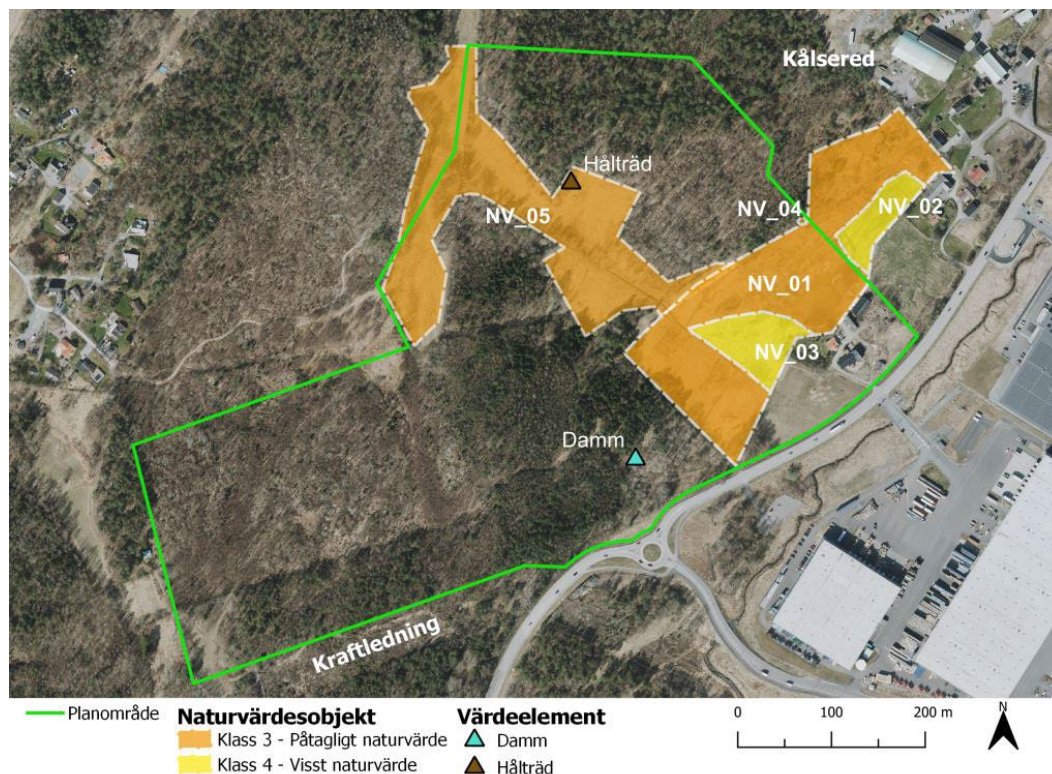 Kålsered
Hålträd
NV_05
NV_04
NV_02
NV_01
NV_03
Damm
Kraftledning
Planområde
Naturvärdesobjekt
Klass 3 - Påtagligt naturvärde
Klass 4 - Visst naturvärde
Värdeelement
Damm
Hålträd
0 100 200 m
N